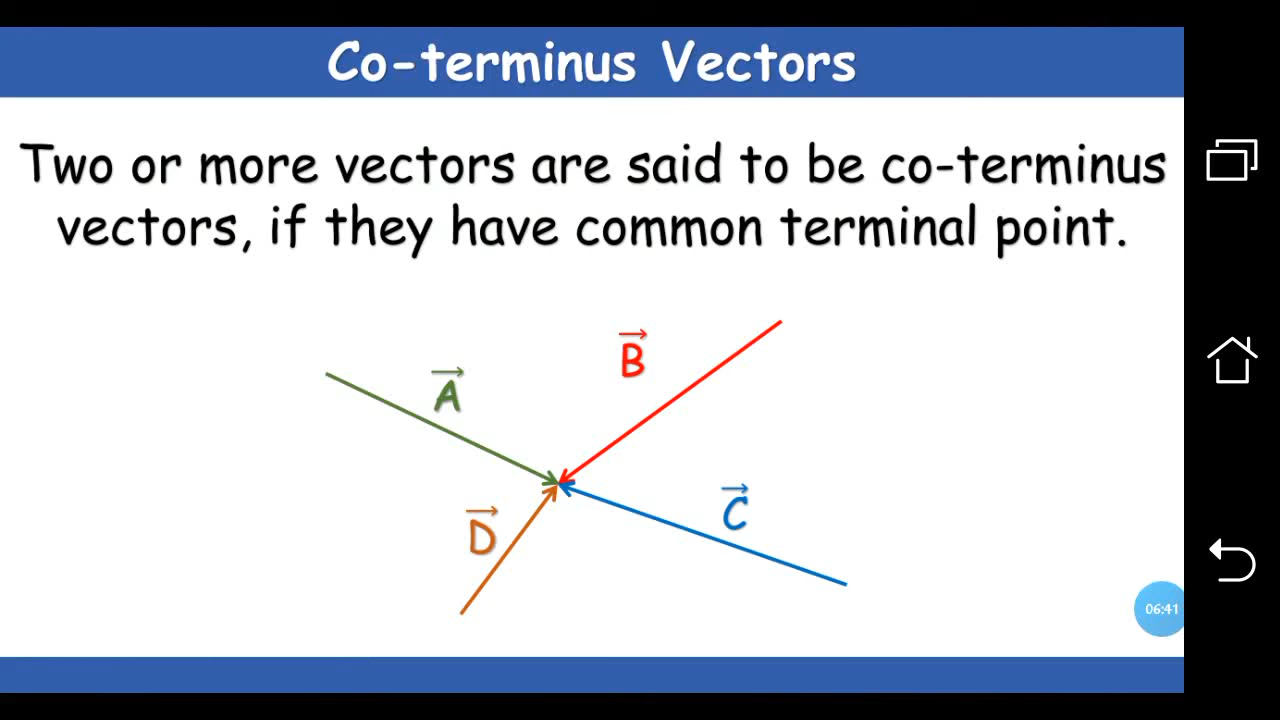 Co-terminus Vectors
Two or more vectors are said to be co-terminus
vectors, if they have common terminal point.
B
A
C
D
06:41